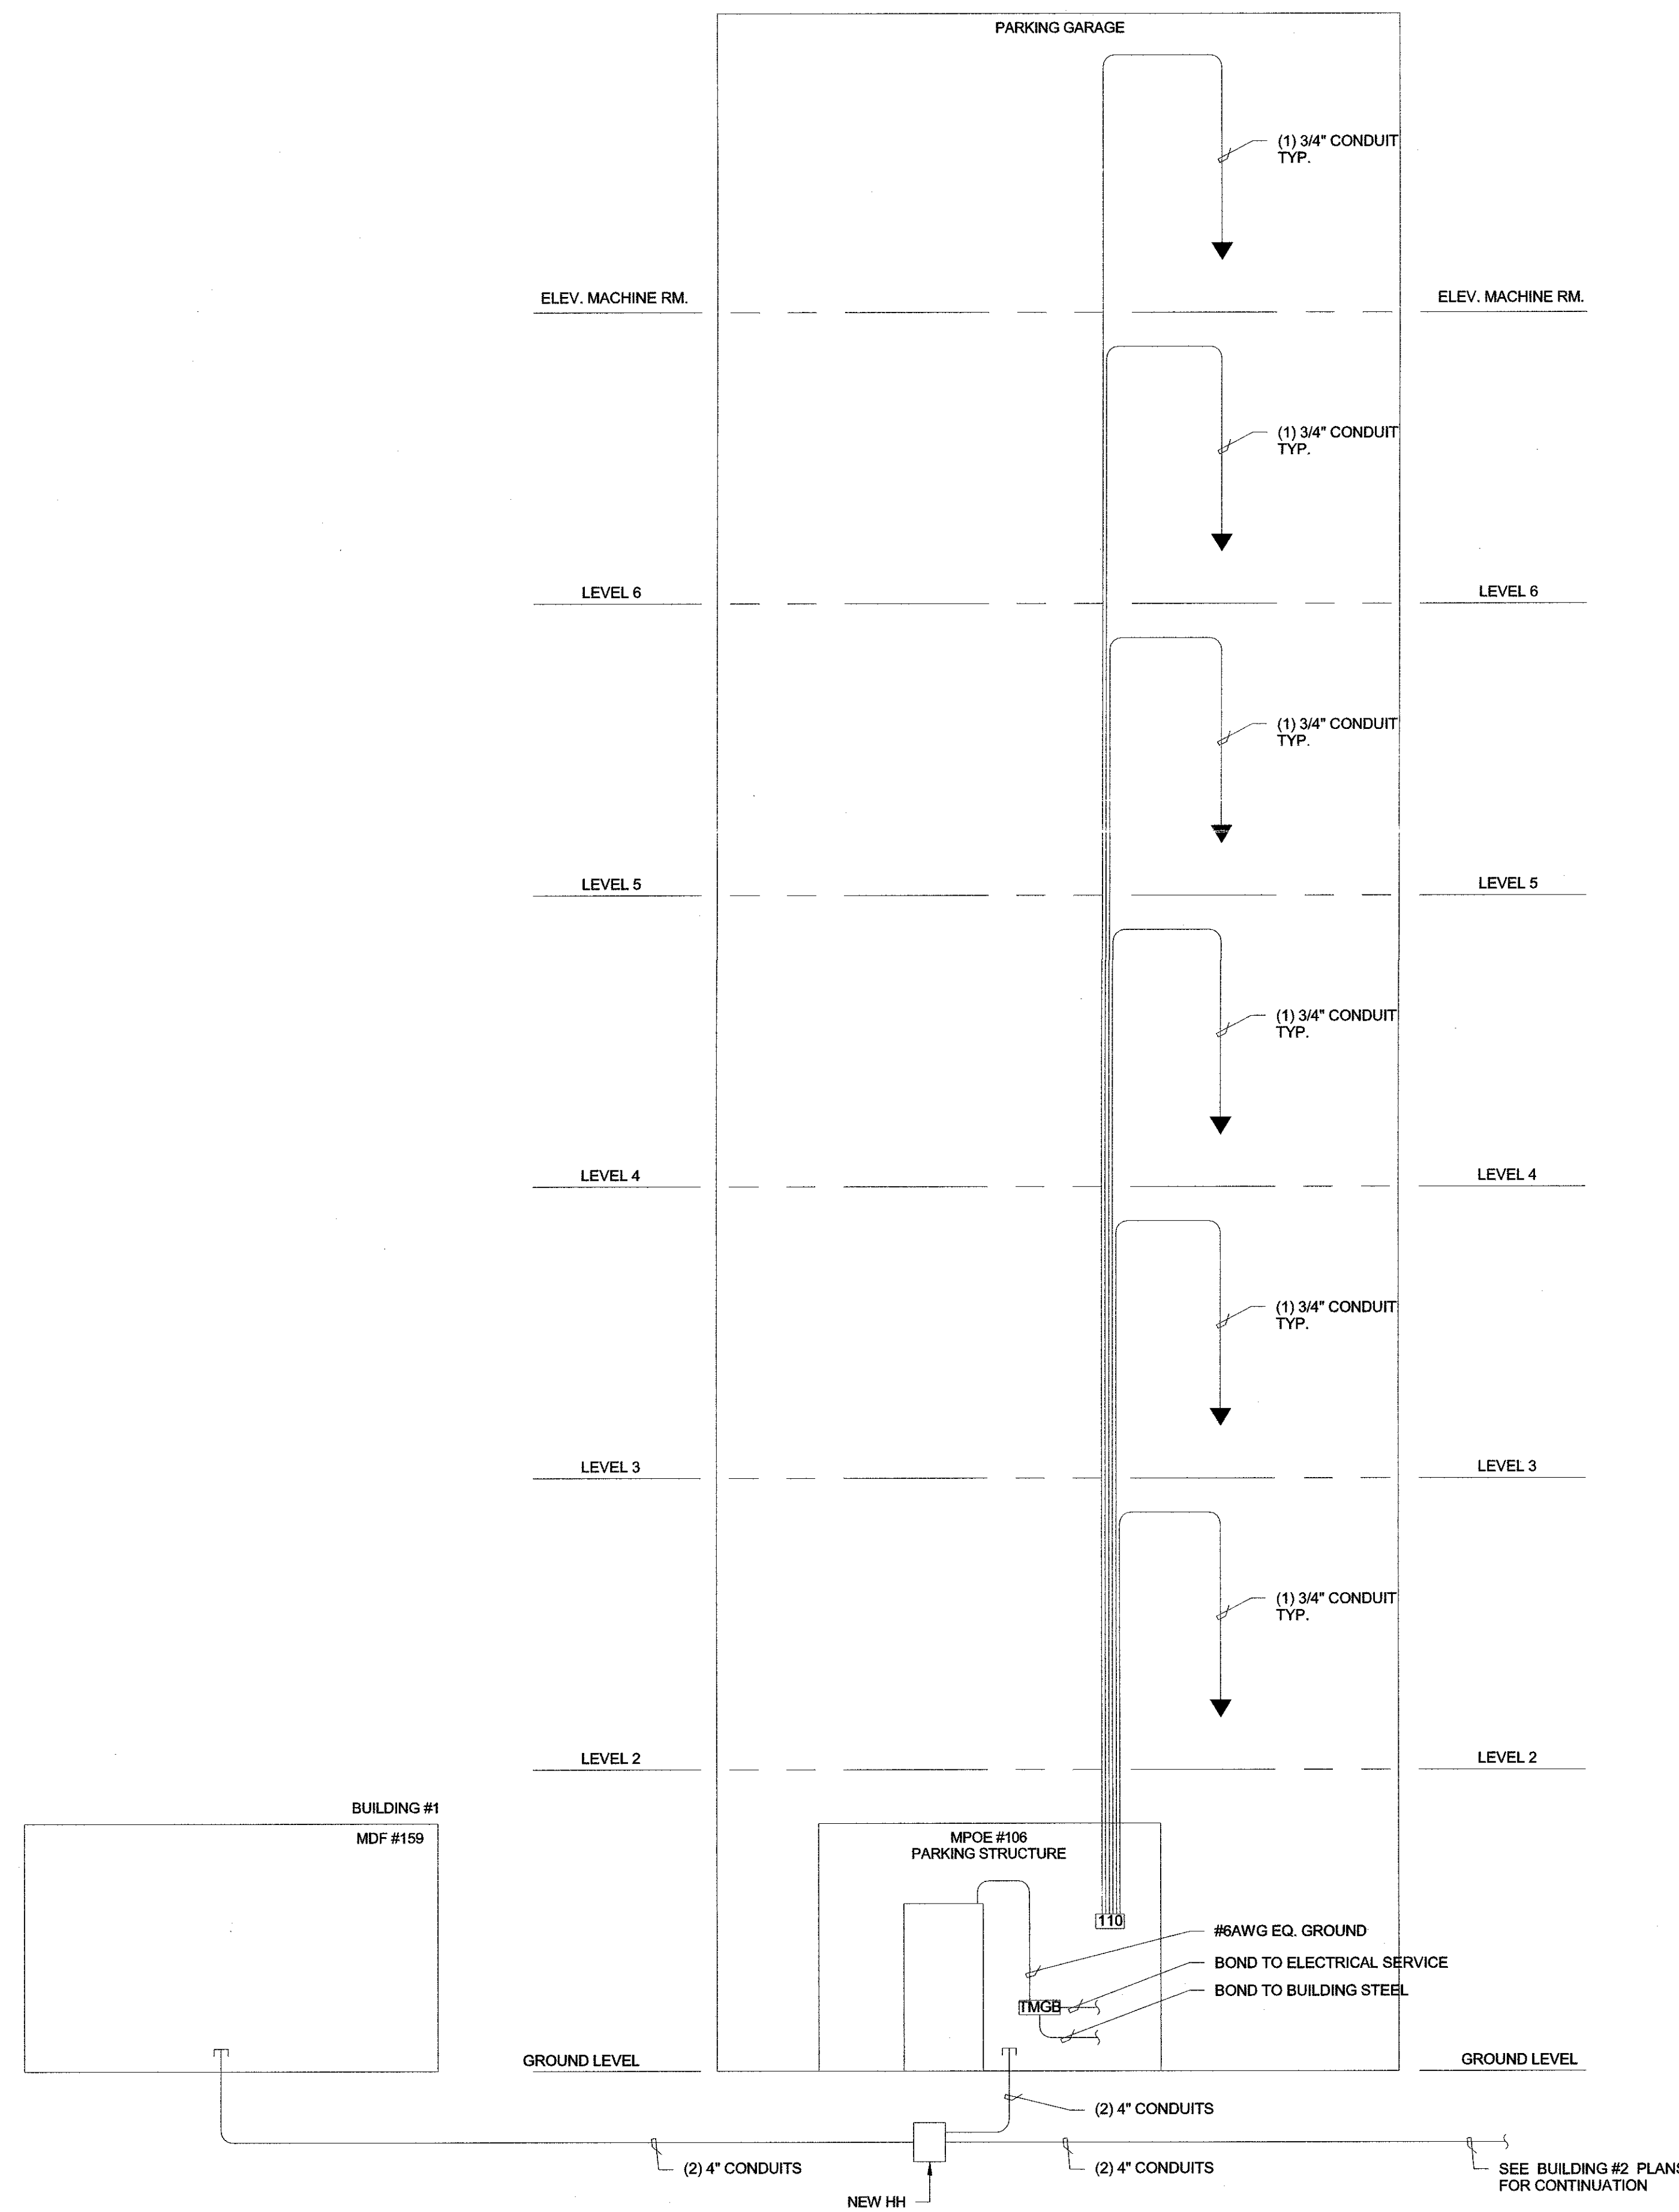 PARKING GARAGE
(1) 3/4" CONDUIT
TYP.
ELEV. MACHINE RM.
ELEV. MACHINE RM.
(1) 3/4" CONDUIT
TYP.
LEVEL 6
LEVEL 6
(1) 3/4" CONDUIT
TYP.
LEVEL 5
LEVEL 5
(1) 3/4" CONDUIT
TYP.
LEVEL 4
LEVEL 4
(1) 3/4" CONDUIT
TYP.
LEVEL 3
LEVEL 3
(1) 3/4" CONDUIT
TYP.
LEVEL 2
LEVEL 2
BUILDING #1
MDF #159
MPOE #106
PARKING STRUCTURE
110
#6AWG EQ. GROUND
BOND TO ELECTRICAL SERVICE
BOND TO BUILDING STEEL
TMGB
GROUND LEVEL
GROUND LEVEL
(2) 4" CONDUITS
(2) 4" CONDUITS
(2) 4" CONDUITS
SEE BUILDING #2 PLANS
FOR CONTINUATION
NEW HH